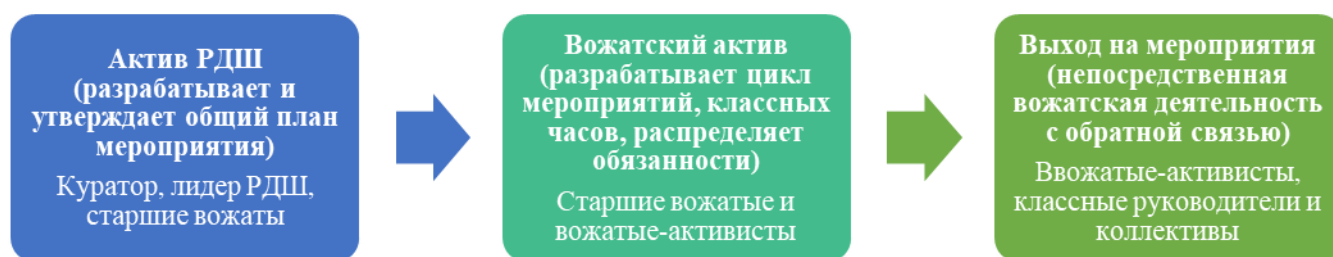 Актив РДШ
(разрабатывает и
утверждает общий план
мероприятия)
Куратор, лидер РДШ,
старшие вожаты
Вожатский актив
(разрабатывает цикл
мероприятий, классных
часов, распределяет
обязанности)
Старшие вожатые и
вожатые-активисты
Выход на мероприятия
(непосредственная
вожатская деятельность
с обратной связью)
Ввожатые-активисты,
классные руководители и
коллективы